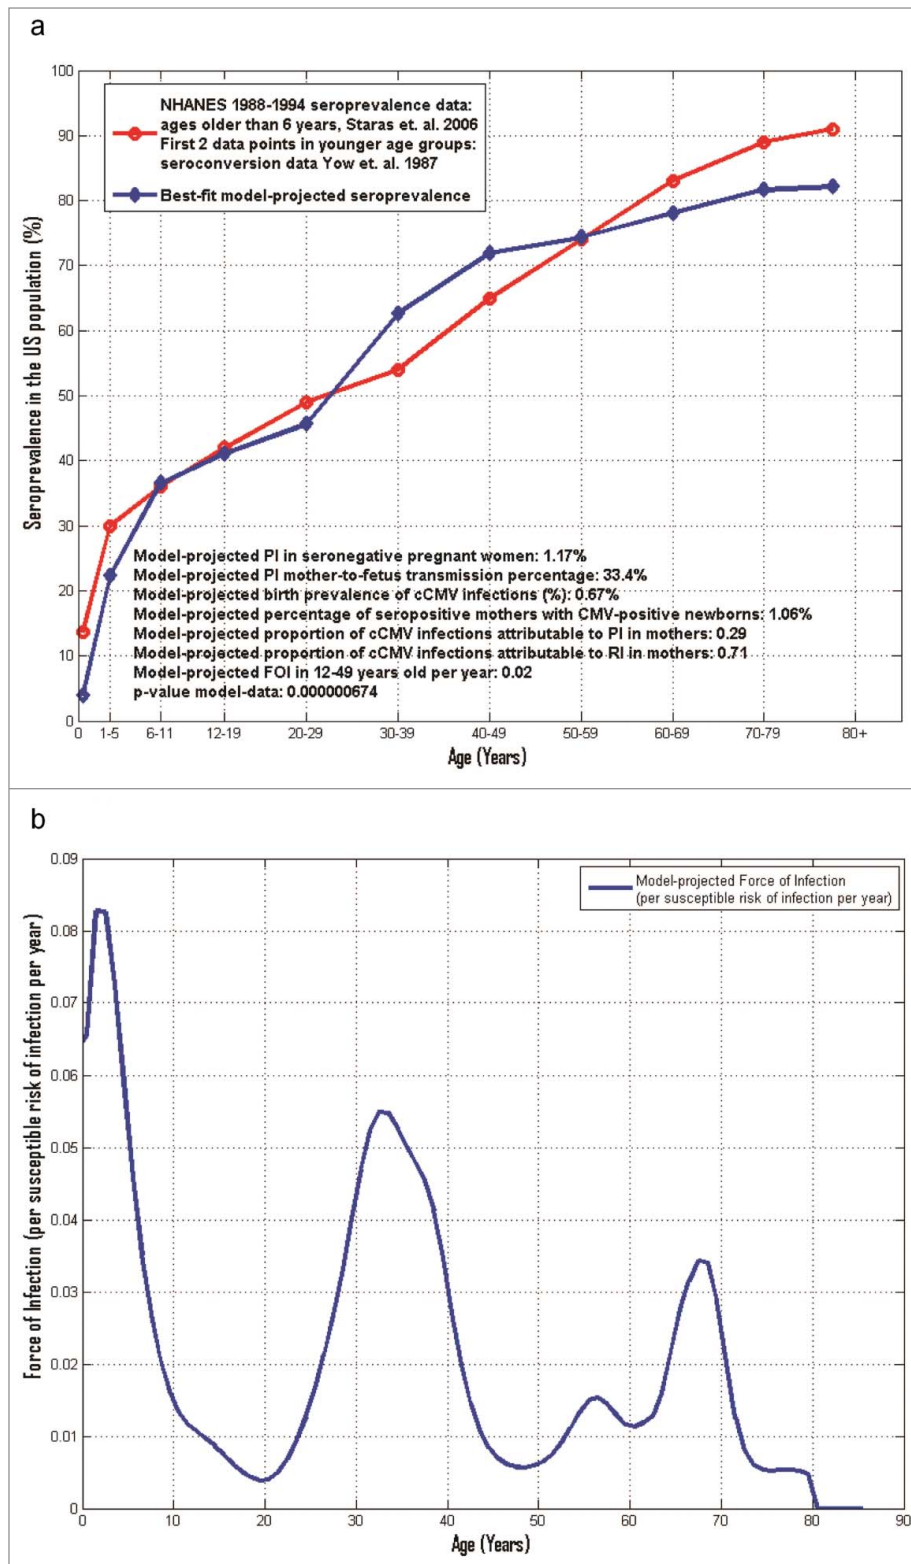 a
Seroprevalence in the US population (%)
100
90
80
70
60
50
40
30
20
10
0
NHANES 1988-1994 seroprevalence data:
ages older than 6 years, Staras et. al. 2006
First 2 data points in younger age groups:
seroconversion data Yow et. al. 1987
Best-fit model-projected seroprevalence
Model-projected PI in seronegative pregnant women: 1.17%
Model-projected PI mother-to-fetus transmission percentage: 33.4%
Model-projected birth prevalence of cCMV infections (%): 0.67%
Model-projected percentage of seropositive mothers with CMV-positive newborns: 1.06%
Model-projected proportion of cCMV infections attributable to PI in mothers: 0.29
Model-projected proportion of cCMV infections attributable to RI in mothers: 0.71
Model-projected FOI in 12-49 years old per year: 0.02
p-value model-data: 0.000000674
0 1-5 6-11 12-19 20-29 30-39 40-49 50-59 60-69 70-79 80+
Age (Years)
b
Force of Infection (per susceptible risk of infection per year)
0.09
0.08
0.07
0.06
0.05
0.04
0.03
0.02
0.01
0
Model-projected Force of Infection
(per susceptible risk of infection per year)
0 10 20 30 40 50 60 70 80 90
Age (Years)